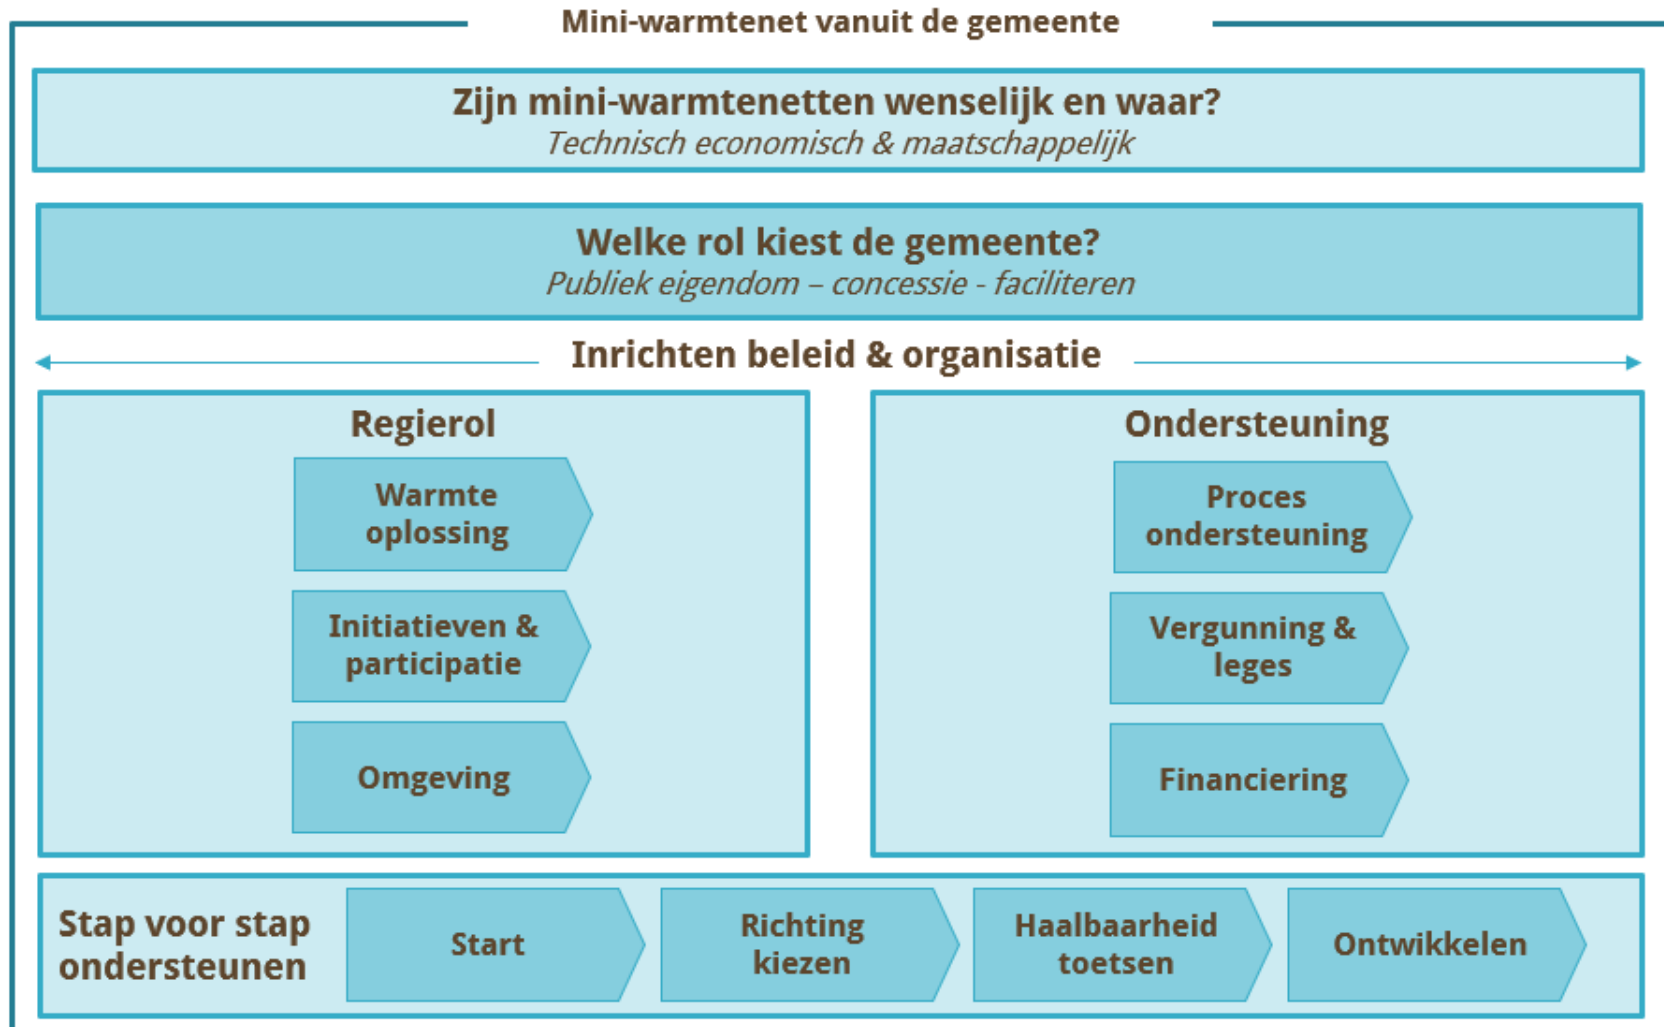 Mini-warmtenet vanuit de gemeente
Zijn mini-warmtenetten wenselijk en waar?
Technisch economisch & maatschappelijk
Welke rol kiest de gemeente?
Publiek eigendom – concessie - faciliteren
Inrichten beleid & organisatie
Regierol
Warmte
oplossing
Initiatieven &
participatie
Omgeving
Ondersteuning
Proces
ondersteuning
Vergunning &
leges
Financiering
Stap voor stap
ondersteunen
Start
Richting
kiezen
Haalbaarheid
toetsen
Ontwikkelen